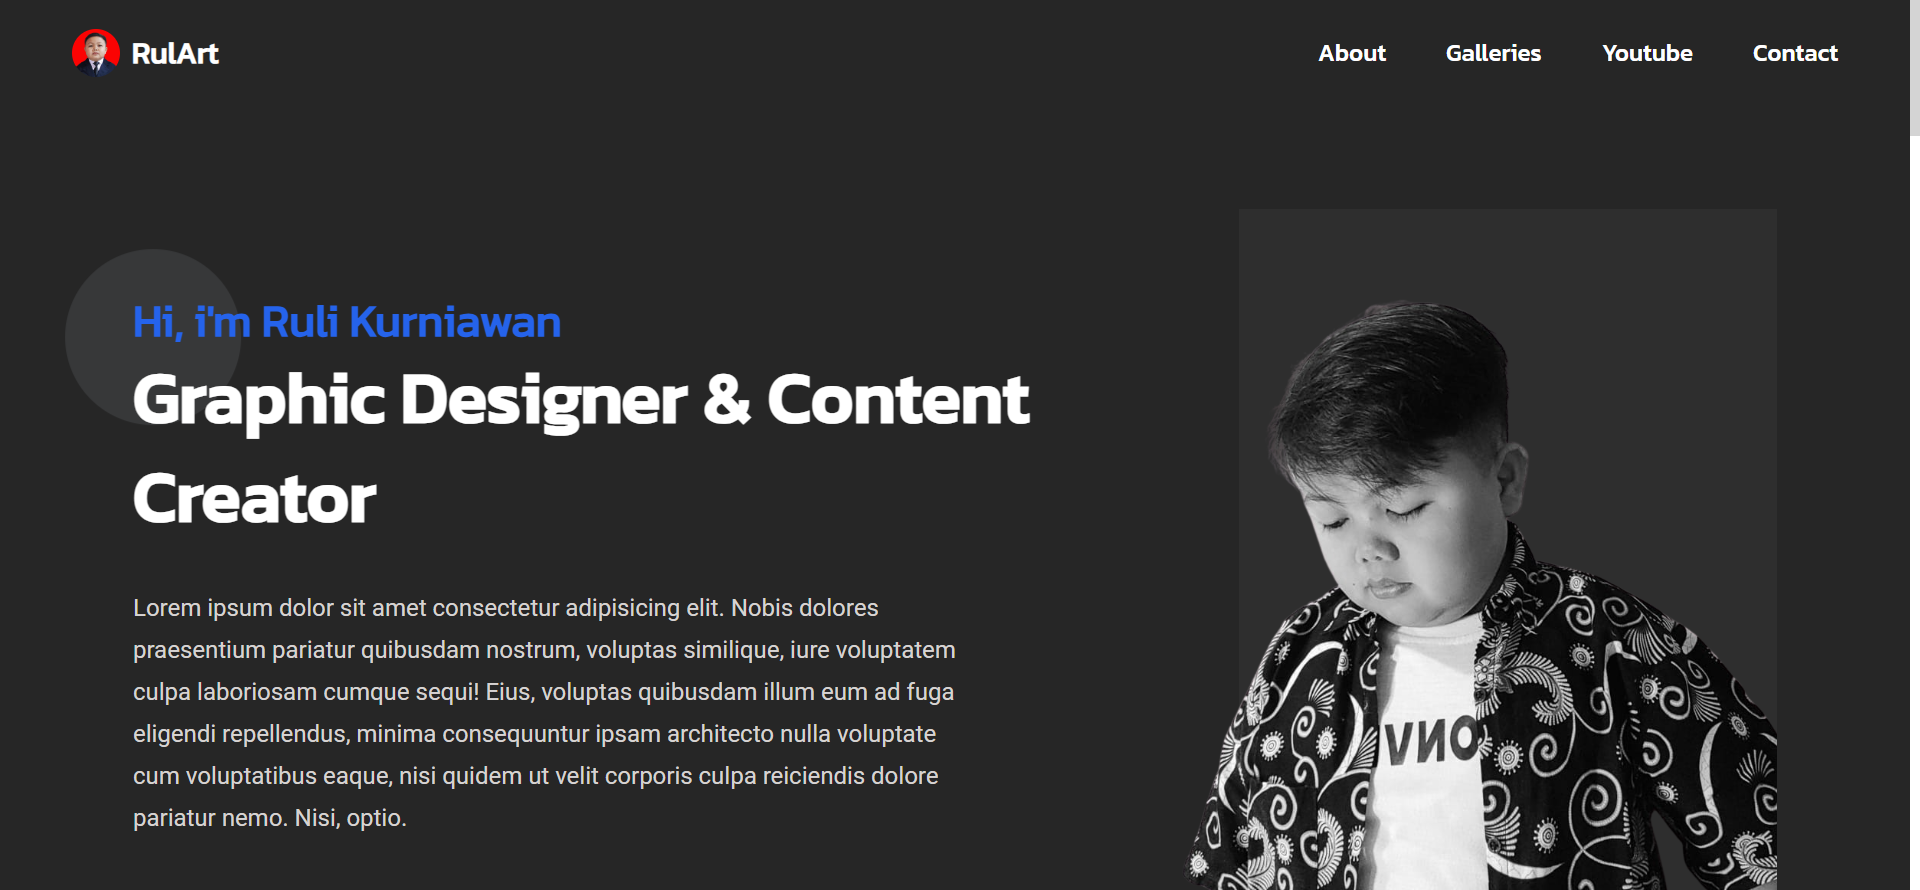 RulArt
About Galleries Youtube Contact
Hi, i'm Ruli Kurniawan
Graphic Designer & Content
Creator
Lorem ipsum dolor sit amet consectetur adipisicing elit. Nobis dolores
praesentium pariatur quibusdam nostrum, voluptas similique, iure voluptatem
culpa laboriosam cumque sequi! Eius, voluptas quibusdam illum eum ad fuga
eligendi repellendus, minima consequuntur ipsam architecto nulla voluptate
cum voluptatibus eaque, nisi quidem ut velit corporis culpa reiciendis dolore
pariatur nemo. Nisi, optio.